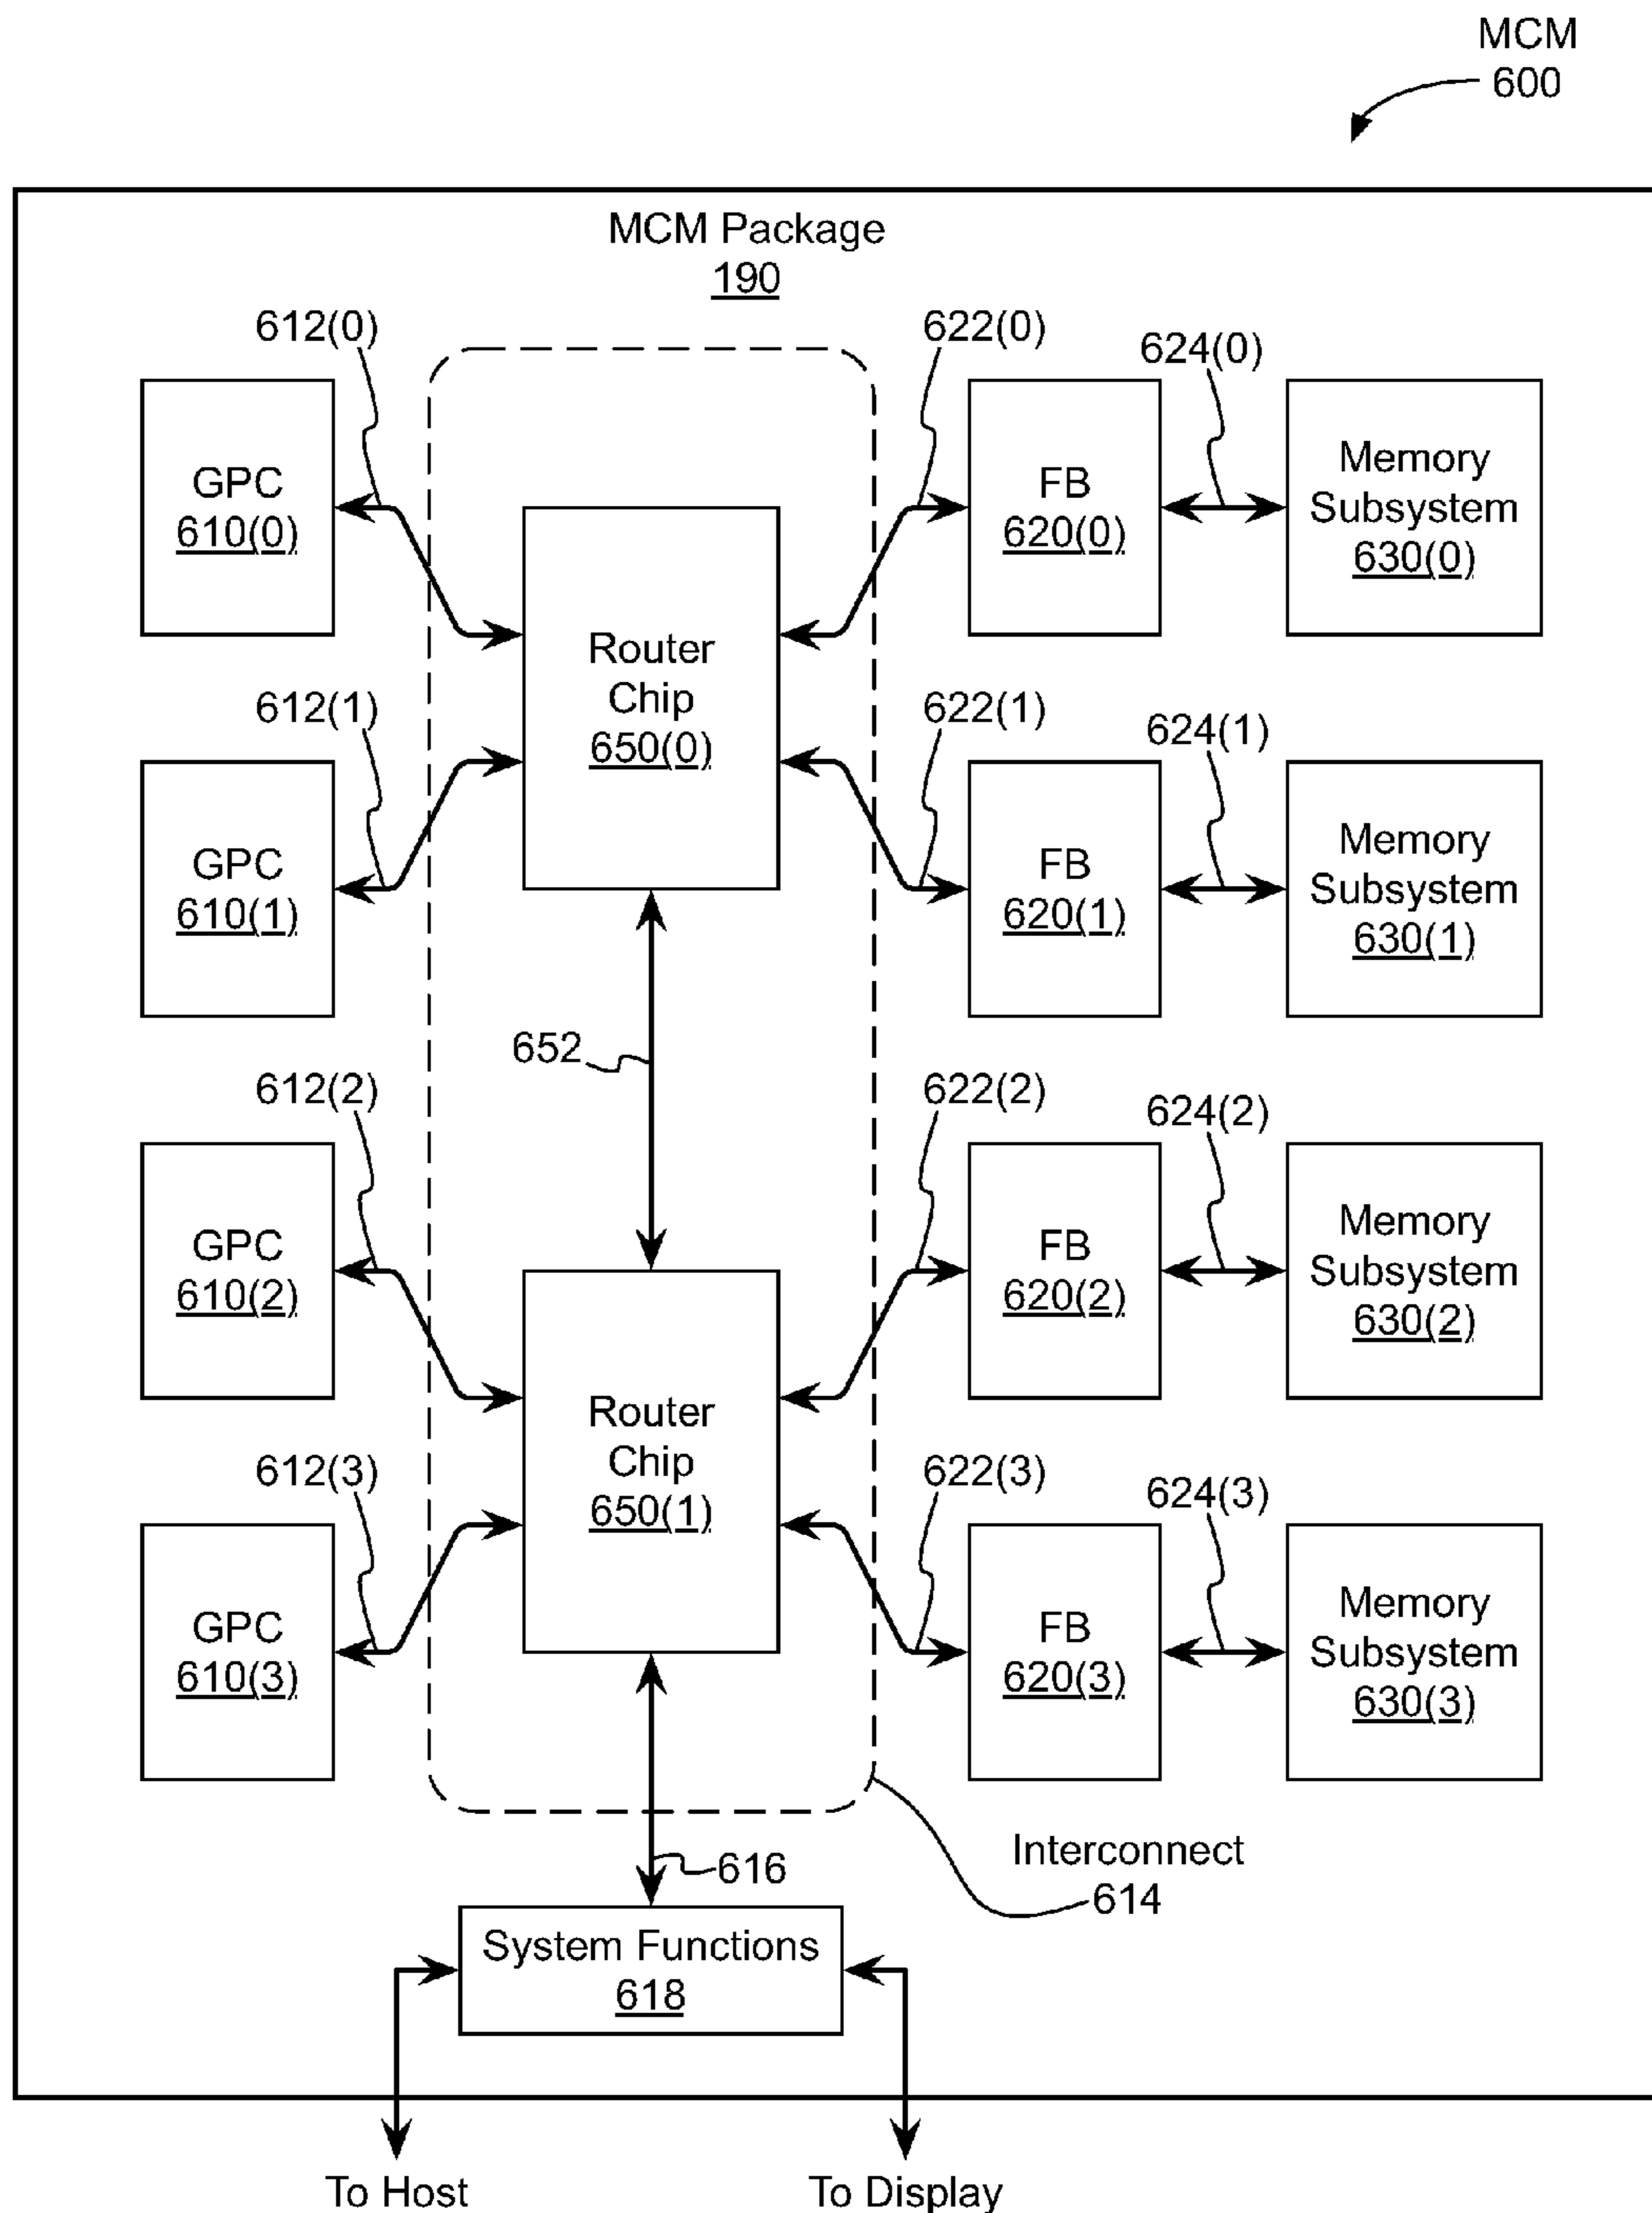 MCM
600
MCM Package
190
612(0)
622(0)
624(0)
GPC
610(0)
FB
620(0)
Memory
Subsystem
630(0)
Router
Chip
650(0)
612(1)
622(1)
624(1)
GPC
610(1)
FB
620(1)
Memory
Subsystem
630(1)
652
612(2)
622(2)
624(2)
GPC
610(2)
FB
620(2)
Memory
Subsystem
630(2)
Router
Chip
650(1)
612(3)
622(3)
624(3)
GPC
610(3)
FB
620(3)
Memory
Subsystem
630(3)
Interconnect
614
616
System Functions
618
To Host
To Display